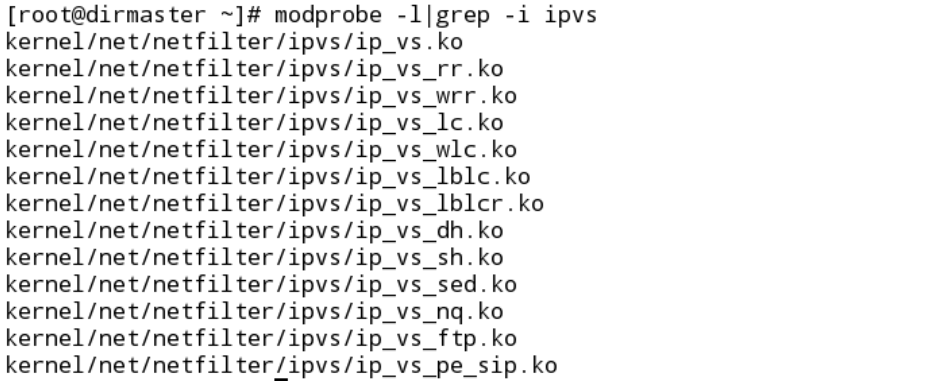 [root@dirmaster ~]# modprobe -l|grep -i ipvs
kernel/net/netfilter/ipvs/ip_vs.ko
kernel/net/netfilter/ipvs/ip_vs_rr.ko
kernel/net/netfilter/ipvs/ip_vs_wrr.ko
kernel/net/netfilter/ipvs/ip_vs_lc.ko
kernel/net/netfilter/ipvs/ip_vs_wlc.ko
kernel/net/netfilter/ipvs/ip_vs_lblc.ko
kernel/net/netfilter/ipvs/ip_vs_lblcr.ko
kernel/net/netfilter/ipvs/ip_vs_dh.ko
kernel/net/netfilter/ipvs/ip_vs_sh.ko
kernel/net/netfilter/ipvs/ip_vs_sed.ko
kernel/net/netfilter/ipvs/ip_vs_nq.ko
kernel/net/netfilter/ipvs/ip_vs_ftp.ko
kernel/net/netfilter/ipvs/ip_vs_pe_sip.ko